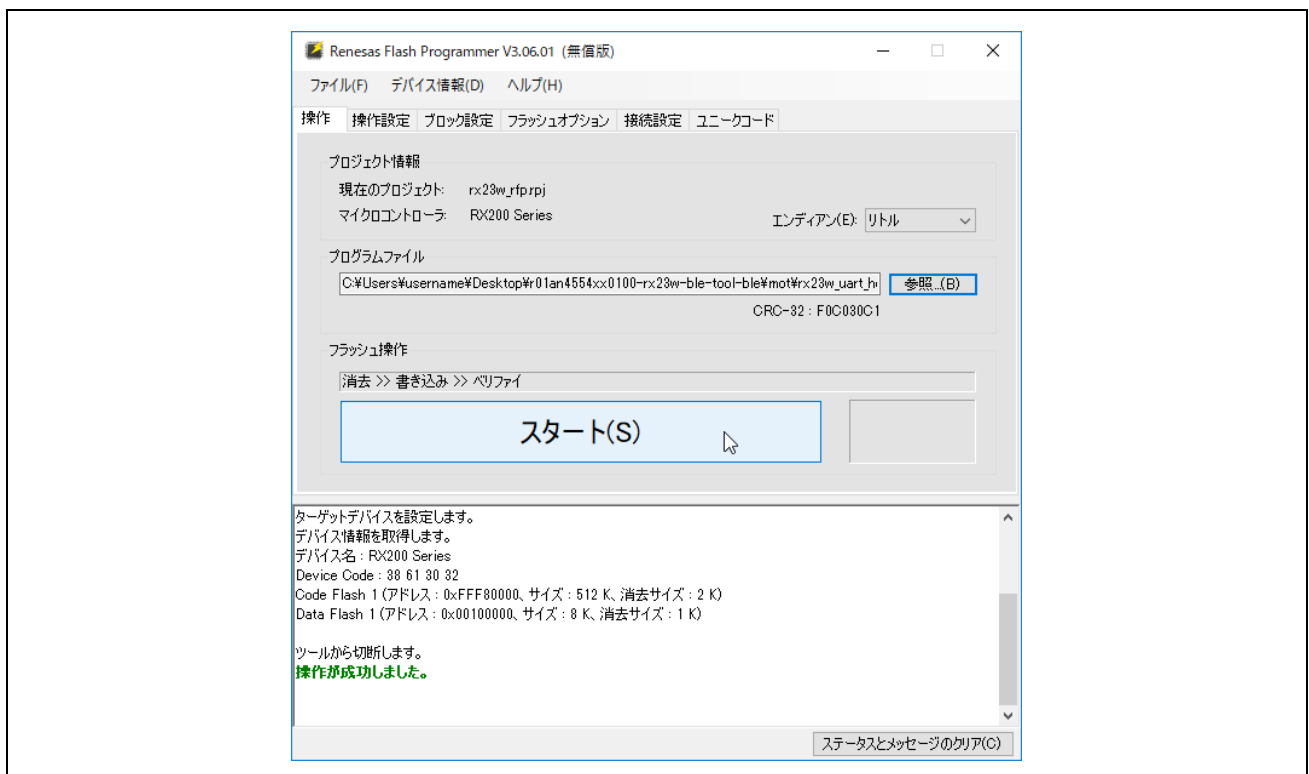 Renesas Flash Programmer V3.06.01 (無償版)
ファイル(F) デバイス情報(D) ヘルプ(H)
操作 操作設定 ブロック設定 フラッシュオプション 接続設定 ユニークコード
プロジェクト情報
現在のプロジェクト: rx23w_rfp.rpj
マイクロコントローラ: RX200 Series エンディアン(E): リトル
プログラムファイル
C:¥Users¥username¥Desktop¥r01an4554xx0100-rx23w-ble-tool-ble¥mot¥rx23w_uart_h 参照...(B)
CRC-32 : F0C030C1
フラッシュ操作
消去 >> 書き込み >> ベリファイ
スタート(S)
ターゲットデバイスを設定します。
デバイス情報を取得します。
デバイス名 : RX200 Series
Device Code : 38 61 30 32
Code Flash 1 (アドレス : 0xFFF80000、サイズ : 512 K、消去サイズ : 2 K)
Data Flash 1 (アドレス : 0x00100000、サイズ : 8 K、消去サイズ : 1 K)
ツールから切断します。
操作が成功しました。
ステータスとメッセージのクリア(C)